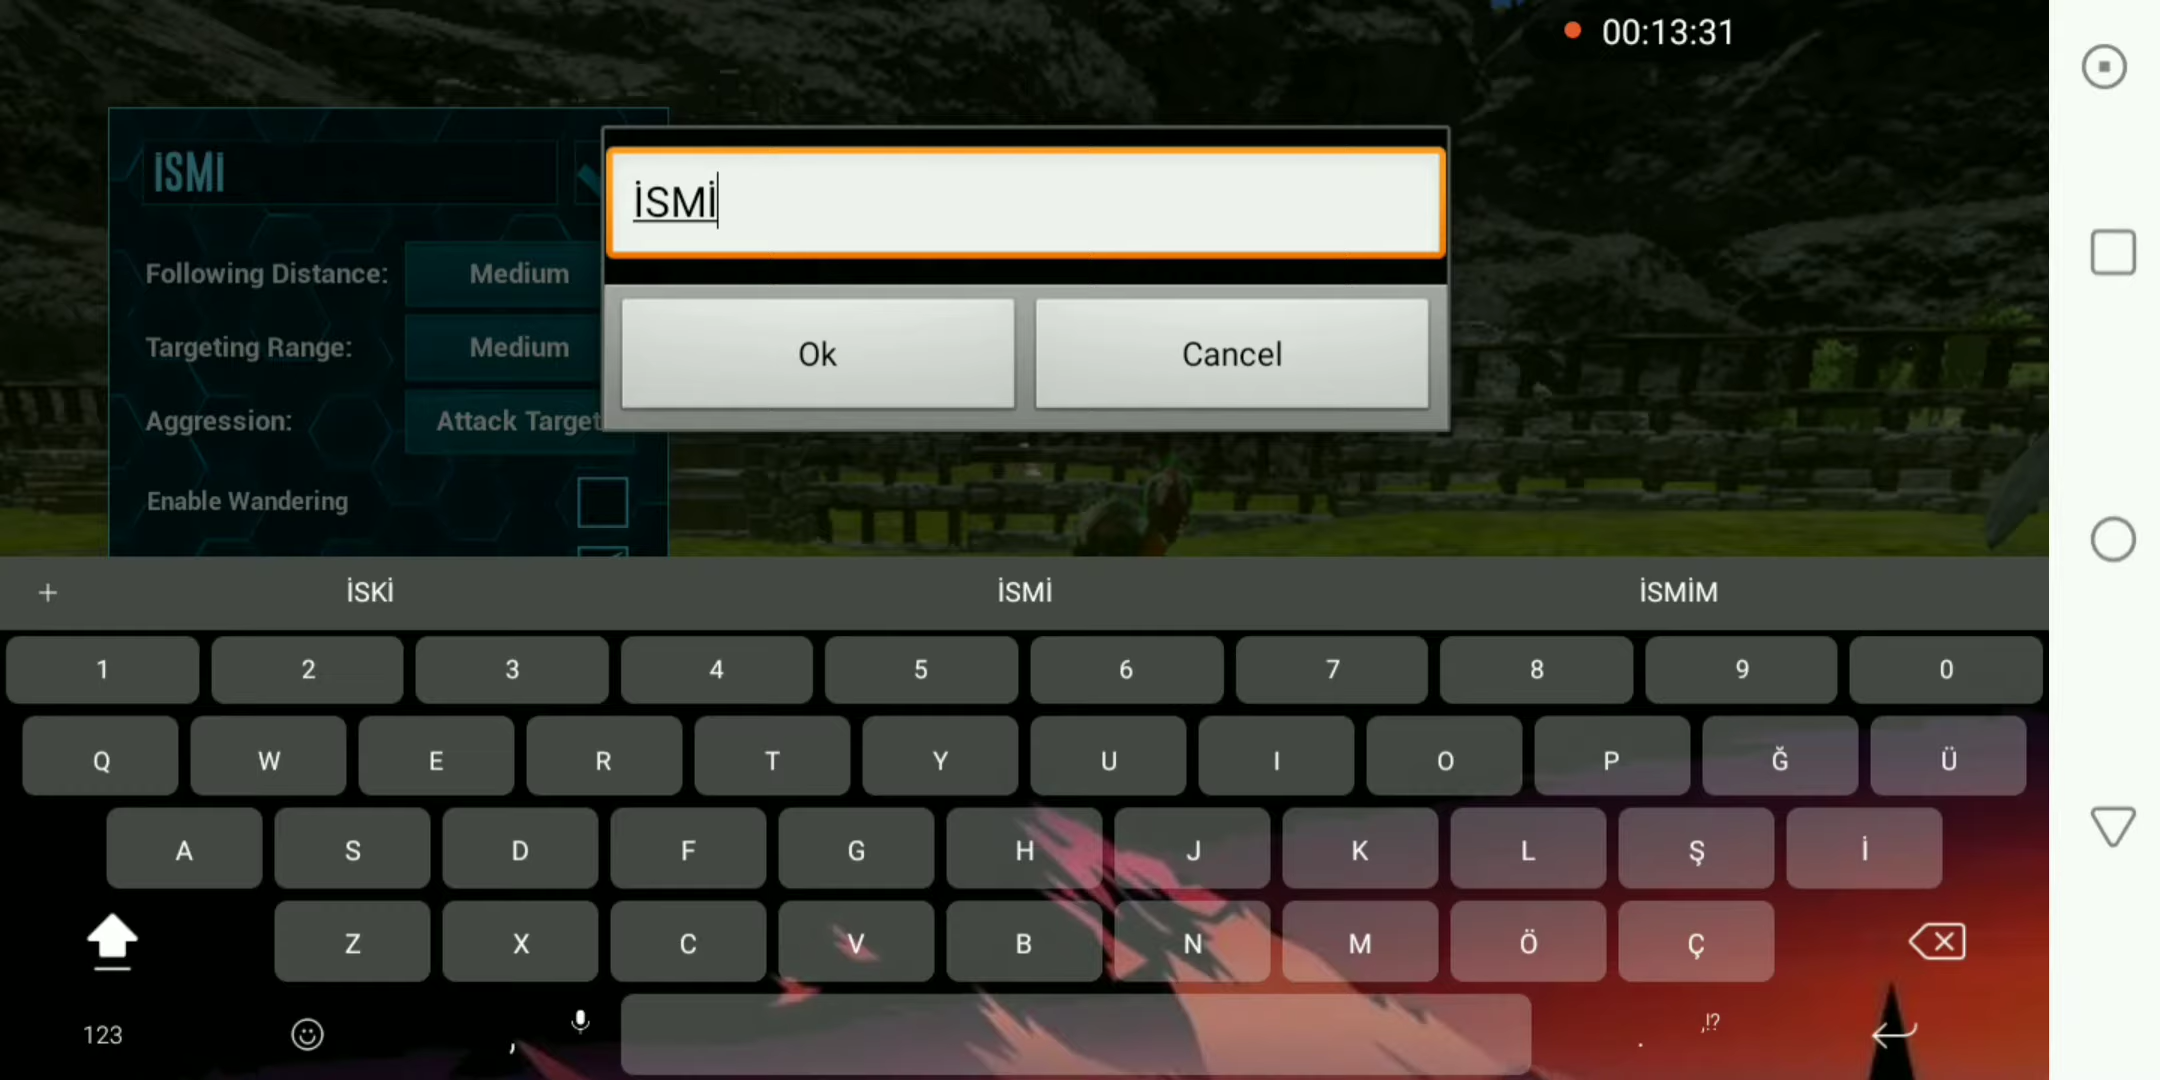 00:13:31
İSMİ
İSMİ
Following Distance: Medium
Targeting Range: Medium
Ok Cancel
Aggression: Attack Target
Enable Wandering
+ İSKİ İSMİ İSMİM
1 2 3 4 5 6 7 8 9 0
Q W E R T Y U I O P Ğ Ü
A S D F G H J K L Ş İ
Z X C V B N M Ö Ç
123 , . ,!?